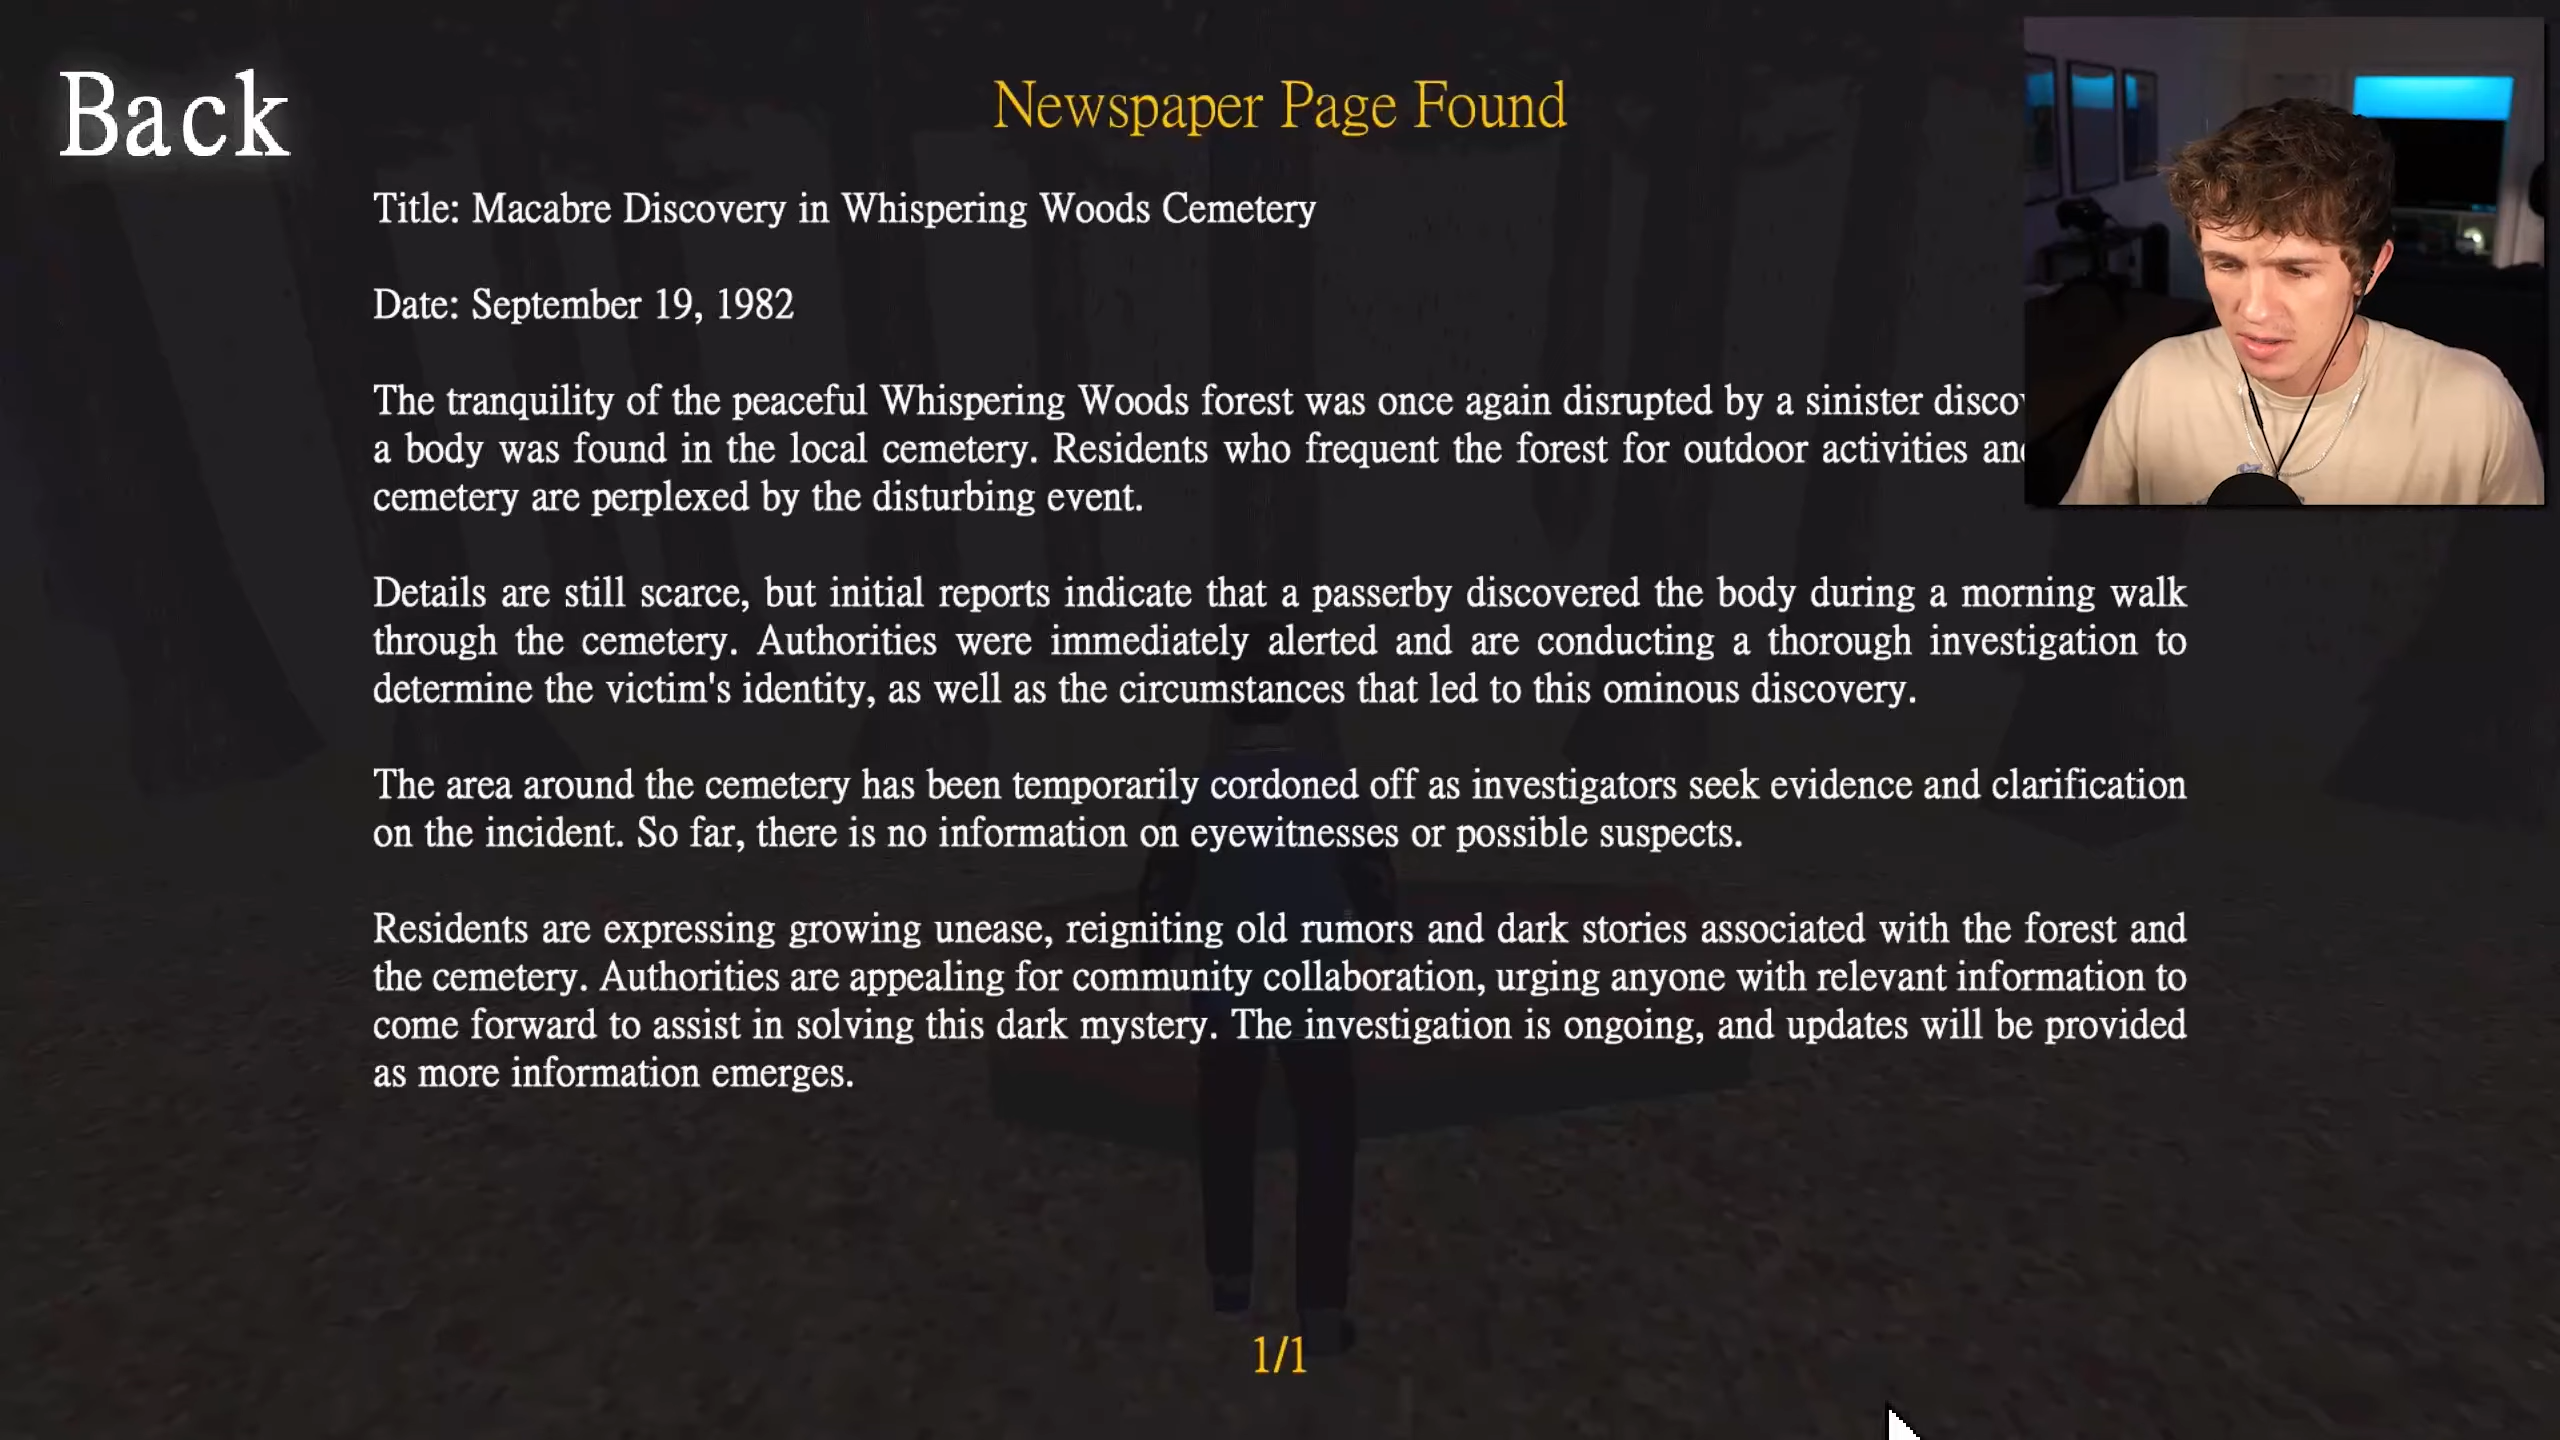 Back
Newspaper Page Found
Title: Macabre Discovery in Whispering Woods Cemetery
Date: September 19, 1982
The tranquility of the peaceful Whispering Woods forest was once again disrupted by a sinister
a body was found in the local cemetery. Residents who frequent the forest for outdoor activities
cemetery are perplexed by the disturbing event.
Details are still scarce, but initial reports indicate that a passerby discovered the body during a morning walk
through the cemetery. Authorities were immediately alerted and are conducting a thorough investigation to
determine the victim's identity, as well as the circumstances that led to this ominous discovery.
The area around the cemetery has been temporarily cordoned off as investigators seek evidence and clarification
on the incident. So far, there is no information on eyewitnesses or possible suspects.
Residents are expressing growing unease, reigniting old rumors and dark stories associated with the forest and
the cemetery. Authorities are appealing for community collaboration, urging anyone with relevant information to
come forward to assist in solving this dark mystery. The investigation is ongoing, and updates will be provided
as more information emerges.
1/1